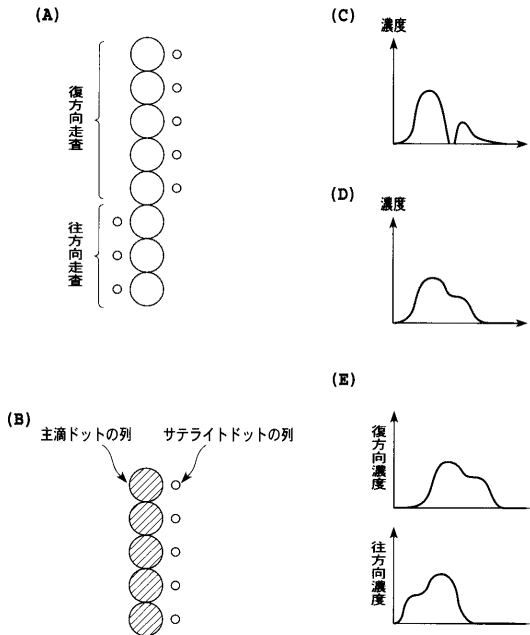 (A)
復方向走査
往方向走査
(B)
主滴ドットの列
サテライトドットの列
(C)
濃度
(D)
濃度
(E)
復方向濃度
往方向濃度